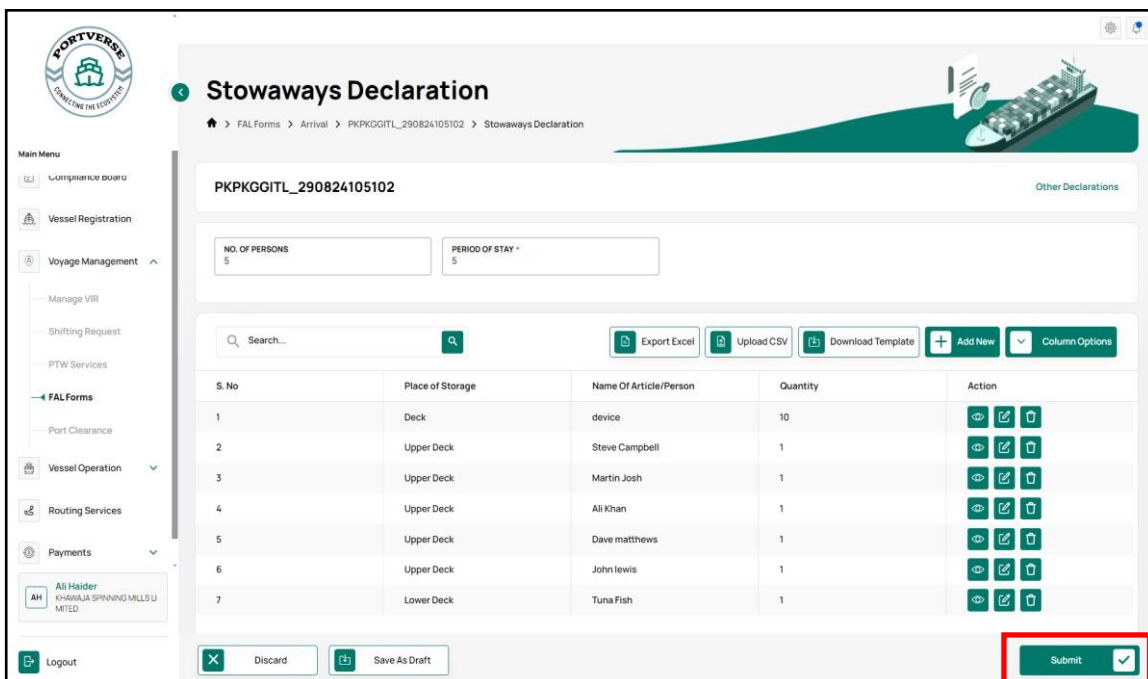 PORTVERSE
CONNECTING THE ECOSYSTEM
Main Menu
Compliance Board
Vessel Registration
Voyage Management
Manage VIR
Shifting Request
PTW Services
FAL Forms
Port Clearance
Vessel Operation
Routing Services
Payments
AH
Ali Haider
KHAWAJA SPINNING MILLS LI
MITED
Logout
Stowaways Declaration
> FAL Forms > Arrival > PKPKGGITL_290824105102 > Stowaways Declaration
PKPKGGITL_290824105102 Other Declarations
NO. OF PERSONS PERIOD OF STAY *
5 5
Search... Export Excel Upload CSV Download Template Add New Column Options
S. No Place of Storage Name Of Article/Person Quantity Action
1 Deck device 10
2 Upper Deck Steve Campbell 1
3 Upper Deck Martin Josh 1
4 Upper Deck Ali Khan 1
5 Upper Deck Dave matthews 1
6 Upper Deck John lewis 1
7 Lower Deck Tuna Fish 1
Discard Save As Draft Submit